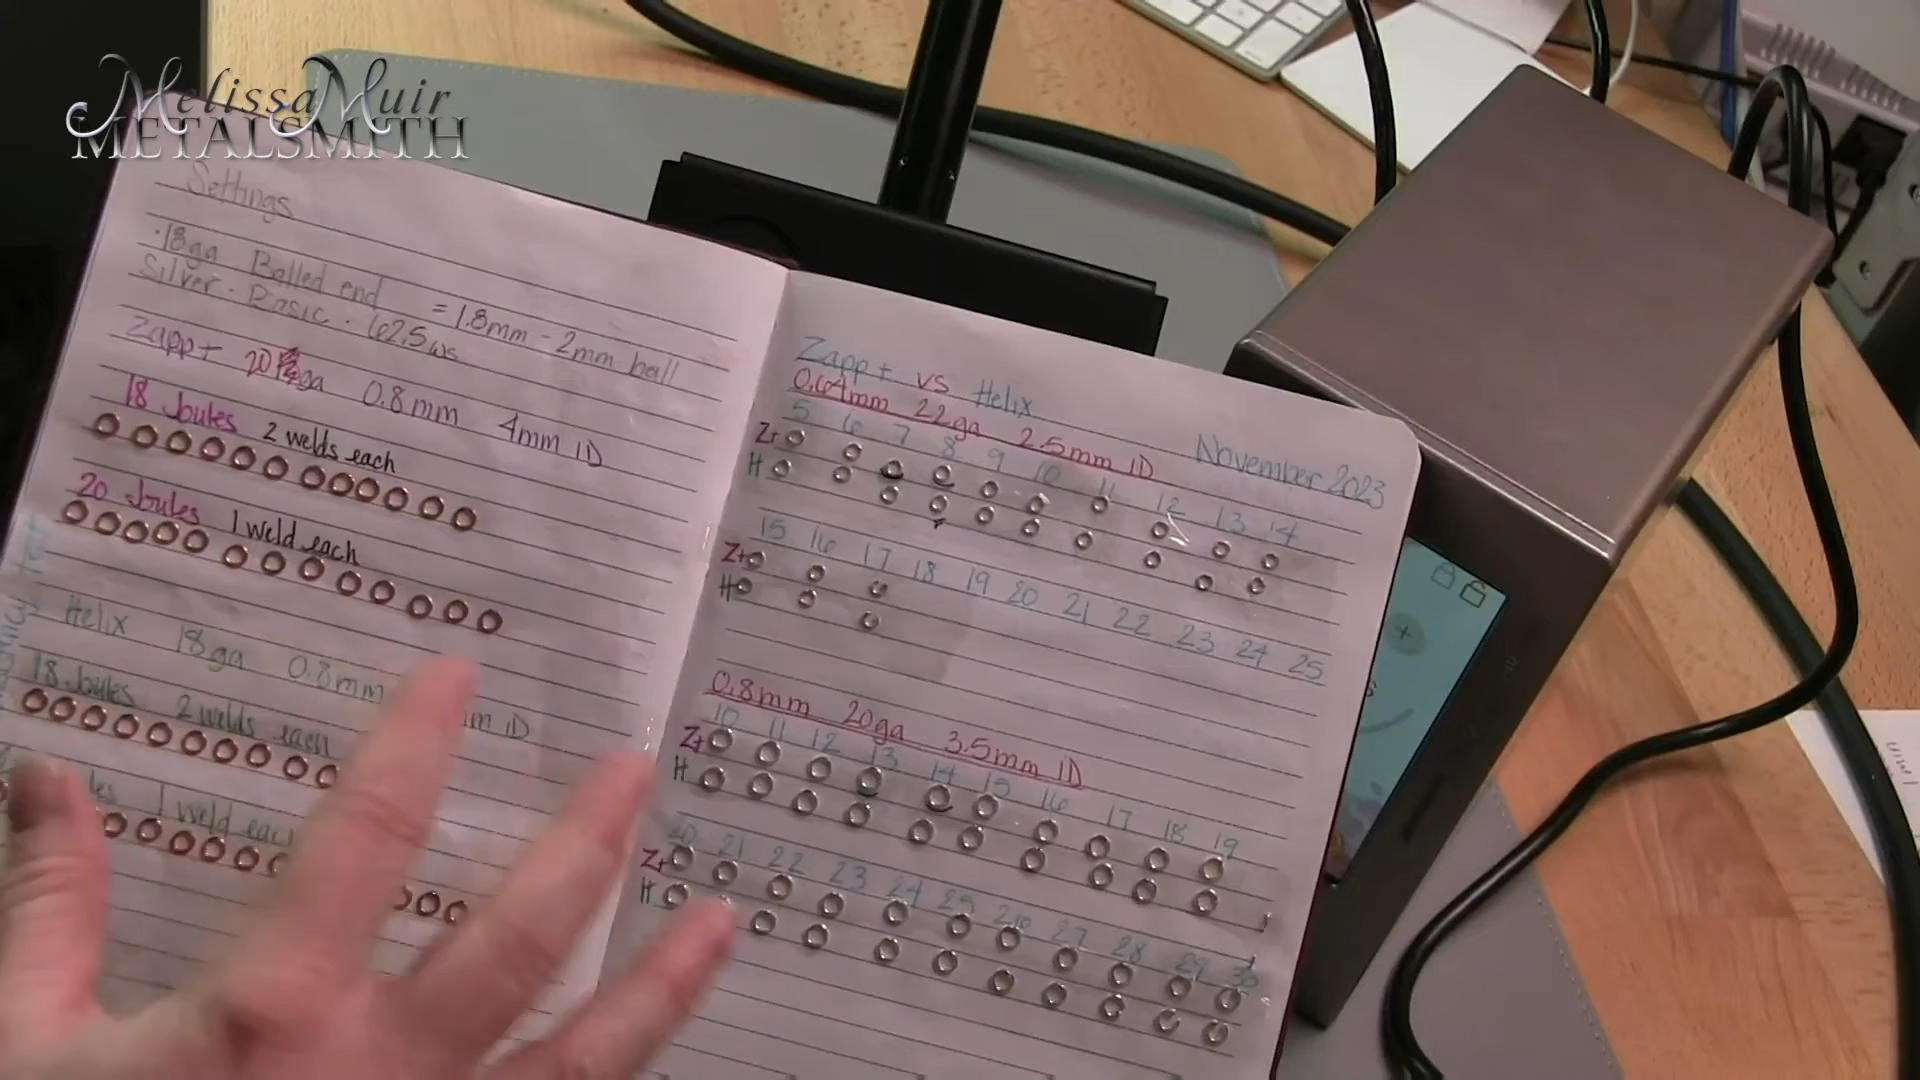 Melissa Muir
METALSMITH
Settings
·18ga Balled end = 1.8mm - 2mm ball
Silver · Basic · 62.5ws
Zapp+ 20 ga 0.8mm 4mm ID
18 Joules 2 welds each
20 Joules 1 weld each
Helix 18ga 0.8mm mm ID
18 Joules 2 welds each
1 weld each
Zapp+ vs Helix
November 2023
0.64mm 22ga 2.5mm ID
5 6 7 8 9 10 11 12 13 14
Z+
H
15 16 17 18 19 20 21 22 23 24 25
Z+
H
0.8mm 20ga 3.5mm ID
10 11 12 13 14 15 16 17 18 19
Z+
H
20 21 22 23 24 25 26 27 28 29 30
Z+
H